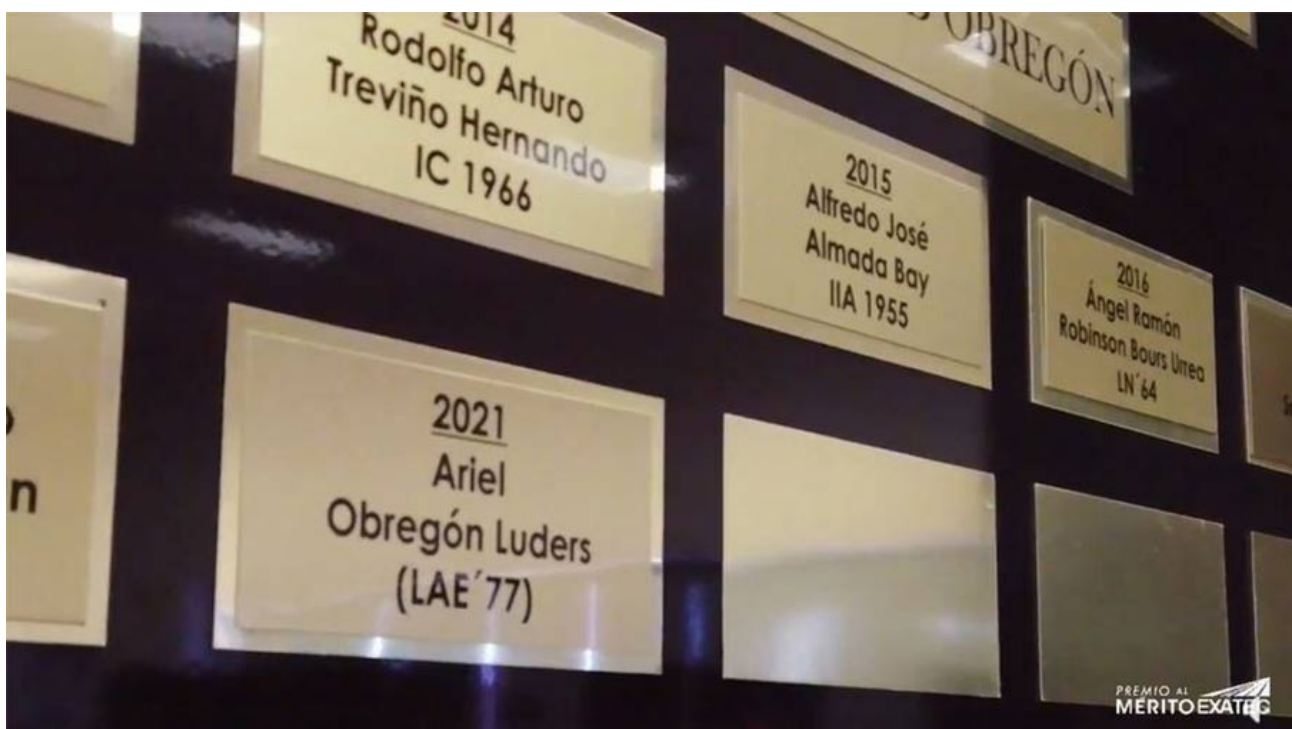 OBREGÓN
2014
Rodolfo Arturo
Treviño Hernando
IC 1966
2015
Alfredo José
Almada Bay
IIA 1955
2016
Ángel Ramón
Robinson Bours Urrea
LN´64
2021
Ariel
Obregón Luders
(LAE´77)
PREMIO AL
MÉRITO EXATEC